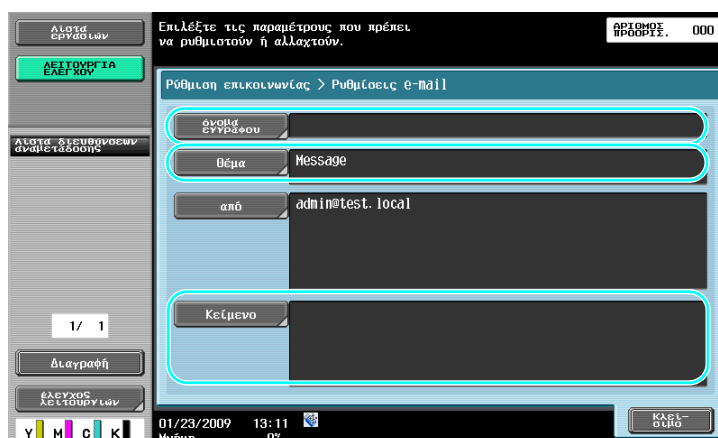 Λίστα
εργασιών
Επιλέξτε τις παραμέτρους που πρέπει
να ρυθμιστούν ή αλλαχτούν.
ΑΡΙΘΜΟΣ
ΠΡΟΟΡΙΣ.
000
ΛΕΙΤΟΥΡΓΙΑ
ΕΛΕΓΧΟΥ
Ρύθμιση επικοινωνίας > Ρυθμίσεις e-mail
όνομα
εγγράφου
Λίστα διευθύνσεων
αναμετάδοσης
Θέμα
Message
από
admin@test.local
Κείμενο
1/ 1
Διαγραφή
έλεγχος
λειτουργιών
Κλεί-
σιμο
01/23/2009 13:11
Μνήμη 0%
Y M C K